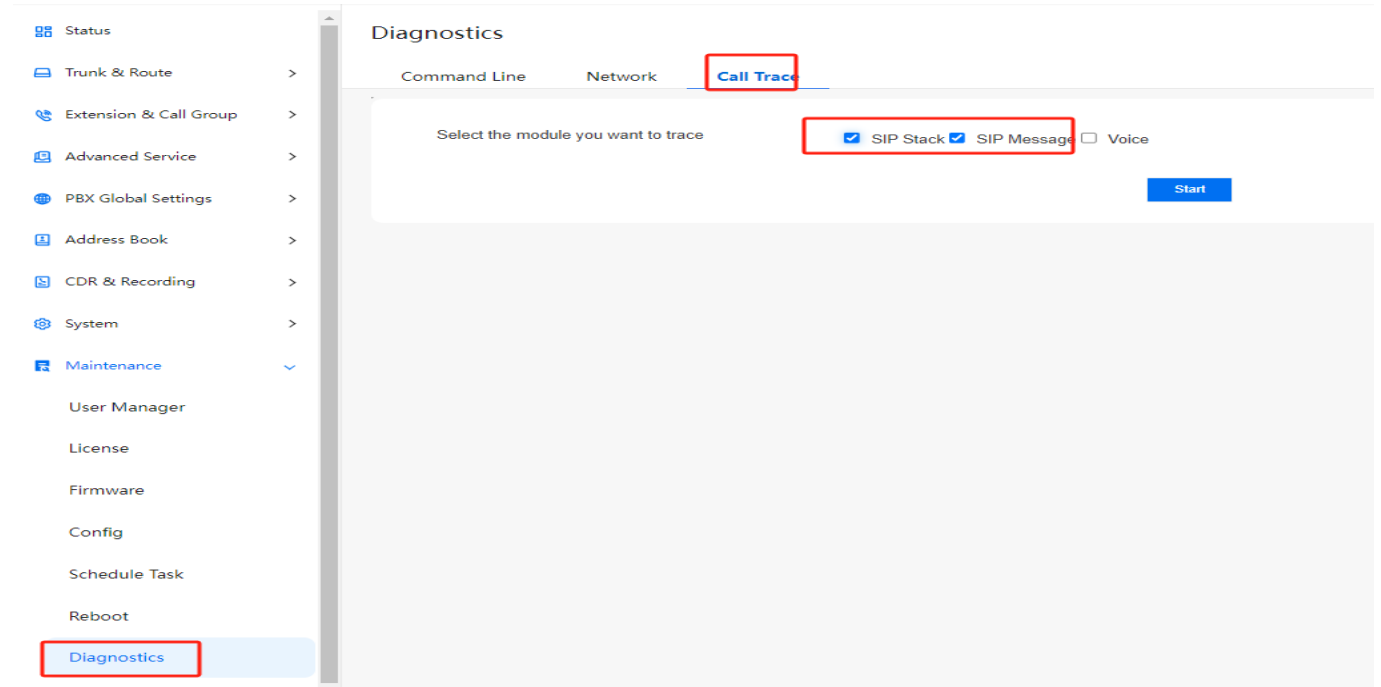 Status
Trunk & Route
Extension & Call Group
Advanced Service
PBX Global Settings
Address Book
CDR & Recording
System
Maintenance
User Manager
License
Firmware
Config
Schedule Task
Reboot
Diagnostics
Diagnostics
Command Line Network Call Trace
Select the module you want to trace SIP Stack SIP Message Voice
Start